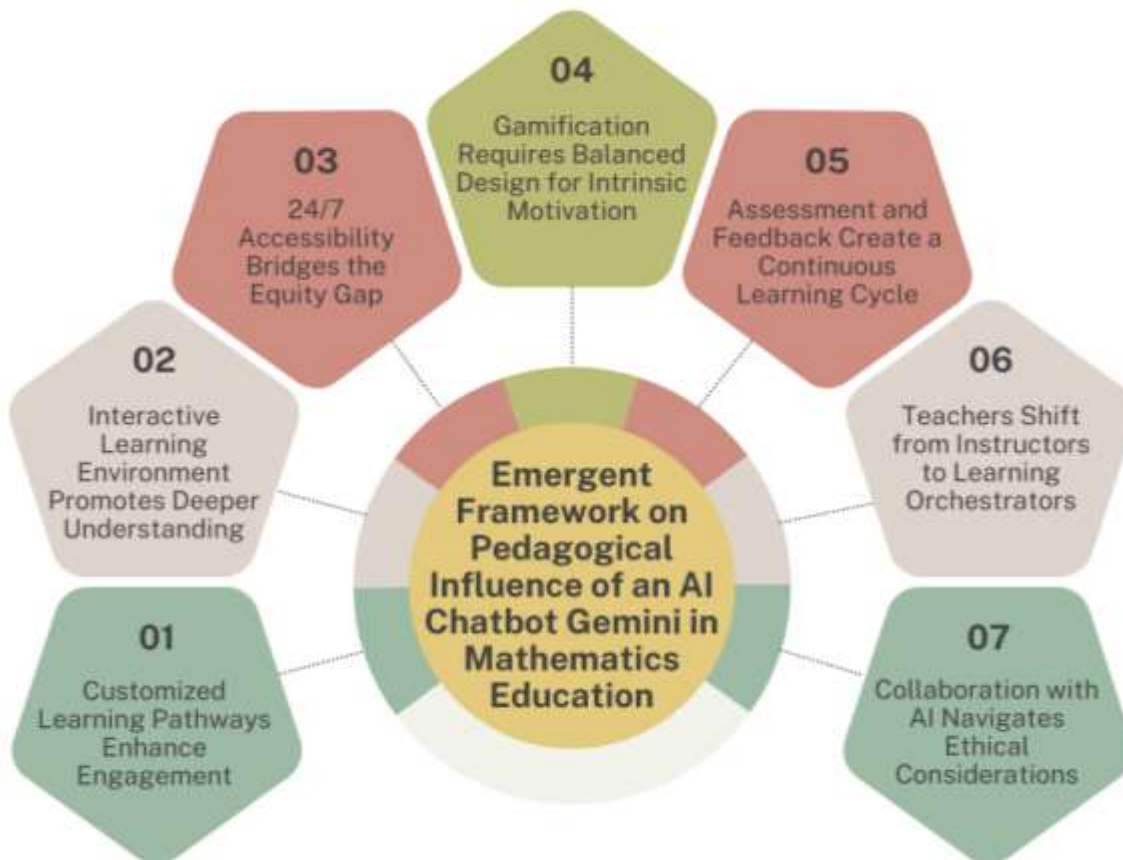 Emergent
Framework on
Pedagogical
Influence of an AI
Chatbot Gemini in
Mathematics
Education
01
Customized
Learning Pathways
Enhance
Engagement
02
Interactive
Learning
Environment
Promotes Deeper
Understanding
03
24/7
Accessibility
Bridges the
Equity Gap
04
Gamification
Requires Balanced
Design for Intrinsic
Motivation
05
Assessment and
Feedback Create a
Continuous
Learning Cycle
06
Teachers Shift
from Instructors
to Learning
Orchestrators
07
Collaboration with
AI Navigates
Ethical
Considerations